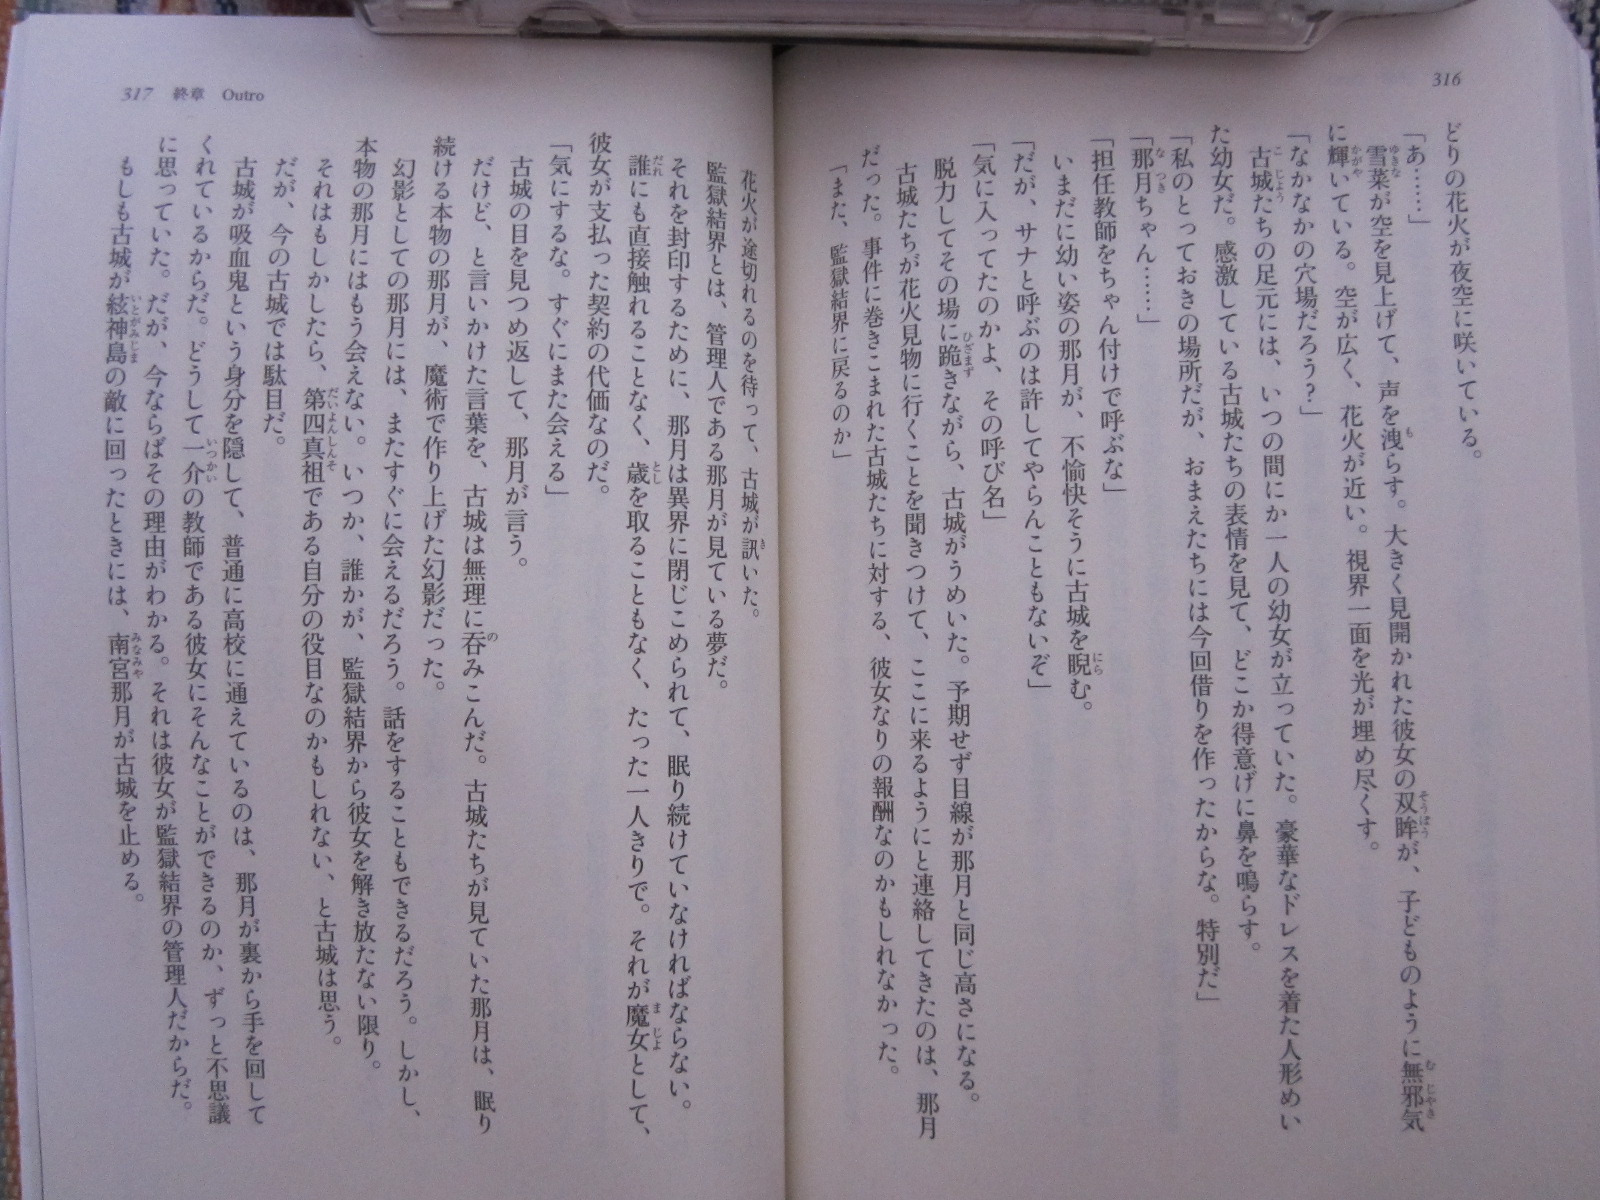 316
どりの花火が夜空に咲いている。
「あ……」
雪菜が空を見上げて、声を洩らす。大きく見開かれた彼女の双眸が、子どものように無邪気
に輝いている。空が広く、花火が近い。視界一面を光が埋め尽くす。
「なかなかの穴場だろう？」
古城たちの足元には、いつの間にか一人の幼女が立っていた。豪華なドレスを着た人形めい
た幼女だ。感激している古城たちの表情を見て、どこか得意げに鼻を鳴らす。
「私のとっておきの場所だが、おまえたちには今回借りを作ったからな。特別だ」
「那月ちゃん……」
「担任教師をちゃん付けで呼ぶな」
いまだに幼い姿の那月が、不愉快そうに古城を睨む。
「だが、サナと呼ぶのは許してやらんこともないぞ」
「気に入ってたのかよ、その呼び名」
脱力してその場に跪きながら、古城がうめいた。予期せず目線が那月と同じ高さになる。
古城たちが花火見物に行くことを聞きつけて、ここに来るようにと連絡してきたのは、那月
だった。事件に巻きこまれた古城たちに対する、彼女なりの報酬なのかもしれなかった。
「また、監獄結界に戻るのか」
317 終章 Outro
花火が途切れるのを待って、古城が訊いた。
監獄結界とは、管理人である那月が見ている夢だ。
それを封印するために、那月は異界に閉じこめられて、眠り続けていなければならない。
誰にも直接触れることなく、歳を取ることもなく、たった一人きりで。それが魔女として、
彼女が支払った契約の代価なのだ。
「気にするな。すぐにまた会える」
古城の目を見つめ返して、那月が言う。
だけど、と言いかけた言葉を、古城は無理に呑みこんだ。古城たちが見ていた那月は、眠り
続ける本物の那月が、魔術で作り上げた幻影だった。
幻影としての那月には、またすぐに会えるだろう。話をすることもできるだろう。しかし、
本物の那月にはもう会えない。いつか、誰かが、監獄結界から彼女を解き放たない限り。
それはもしかしたら、第四真祖である自分の役目なのかもしれない、と古城は思う。
だが、今の古城では駄目だ。
古城が吸血鬼という身分を隠して、普通に高校に通えているのは、那月が裏から手を回して
くれているからだ。どうして一介の教師である彼女にそんなことができるのか、ずっと不思議
に思っていた。だが、今ならばその理由がわかる。それは彼女が監獄結界の管理人だからだ。
もしも古城が絃神島の敵に回ったときには、南宮那月が古城を止める。